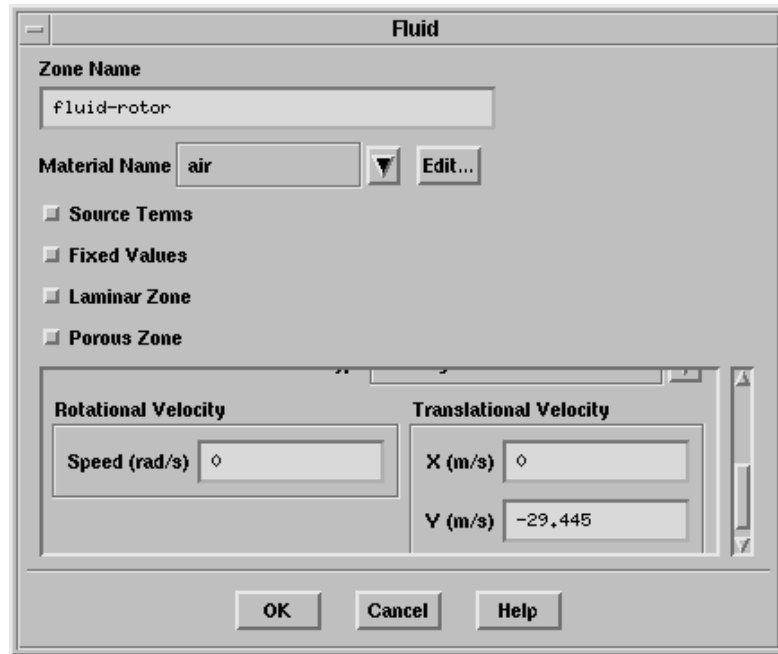 Fluid
Zone Name
fluid-rotor
Material Name air Edit...
Source Terms
Fixed Values
Laminar Zone
Porous Zone
Rotational Velocity Translational Velocity
Speed (rad/s) 0 X (m/s) 0
Y (m/s) -29.445
OK Cancel Help